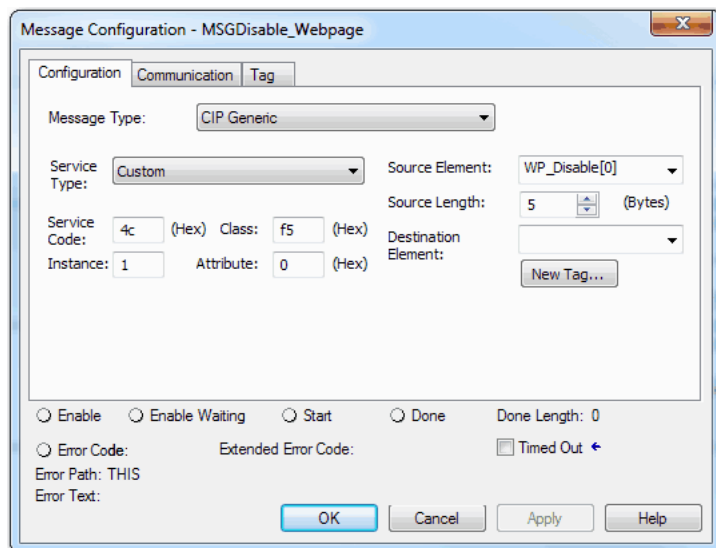 Message Configuration - MSGDisable_Webpage
Configuration Communication Tag
Message Type: CIP Generic
Service Type: Custom
Source Element: WP_Disable[0]
Source Length: 5 (Bytes)
Service Code: 4c (Hex) Class: f5 (Hex)
Destination Element:
Instance: 1 Attribute: 0 (Hex)
New Tag...
Enable Enable Waiting Start Done Done Length: 0
Error Code: Extended Error Code: Timed Out ←
Error Path: THIS
Error Text:
OK Cancel Apply Help